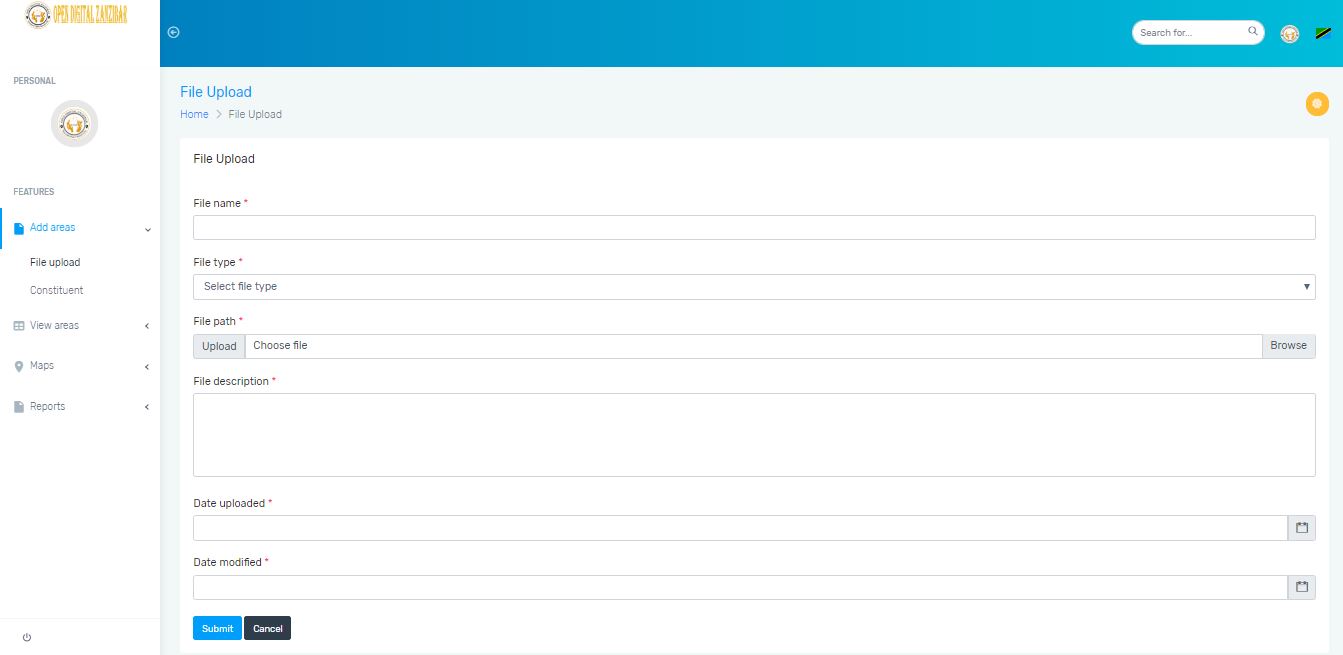 OPEN DIGITAL ZANZIBAR
Search for...
PERSONAL
FEATURES
Add areas
File upload
Constituent
View areas
Maps
Reports
File Upload
Home > File Upload
File Upload
File name *
File type *
Select file type
File path *
Upload Choose file Browse
File description *
Date uploaded *
Date modified *
Submit Cancel